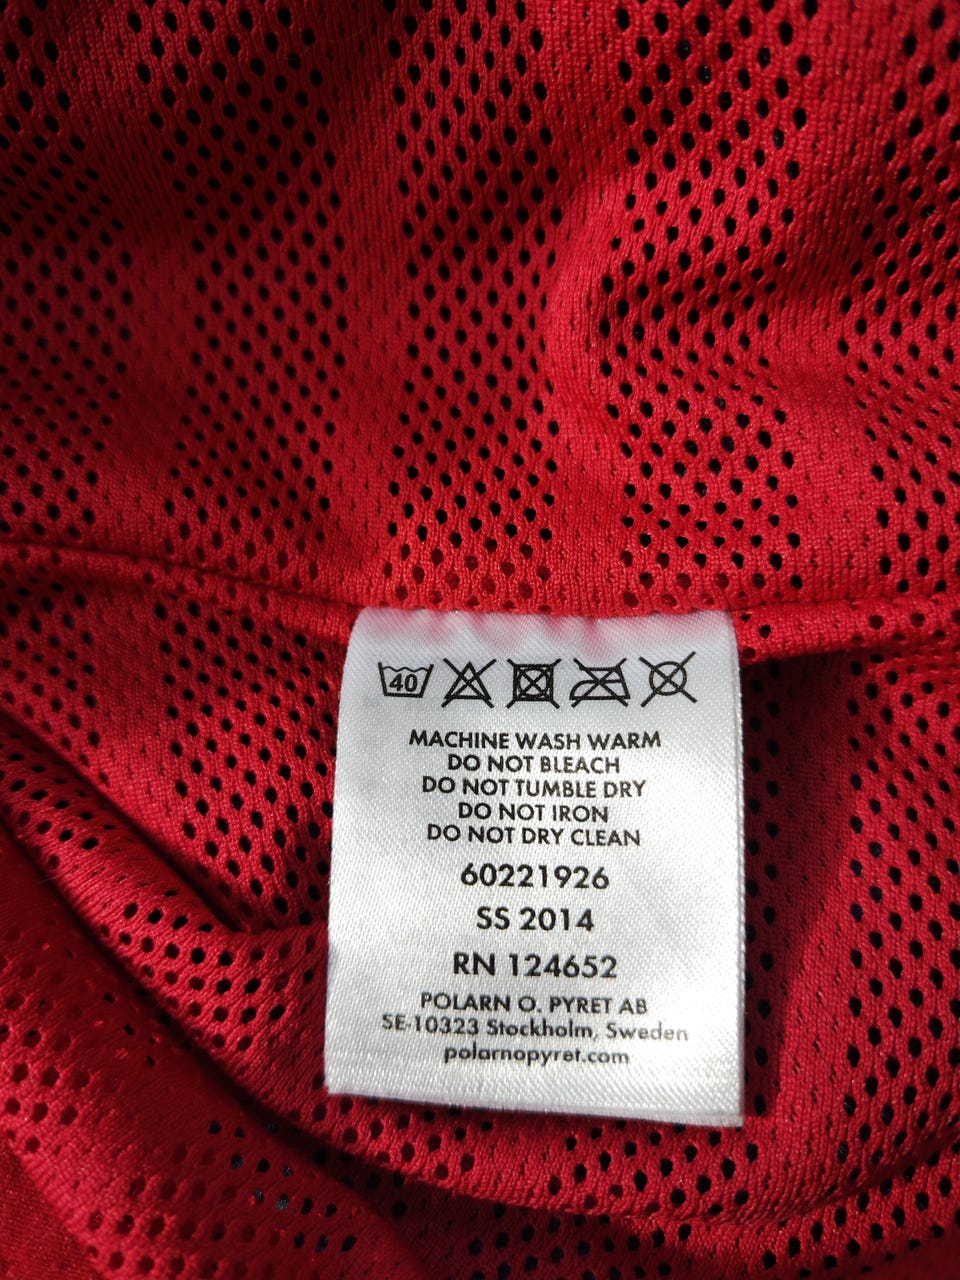 40
MACHINE WASH WARM
DO NOT BLEACH
DO NOT TUMBLE DRY
DO NOT IRON
DO NOT DRY CLEAN
60221926
SS 2014
RN 124652
POLARN O. PYRET AB
SE-10323 Stockholm, Sweden
polarnopyret.com